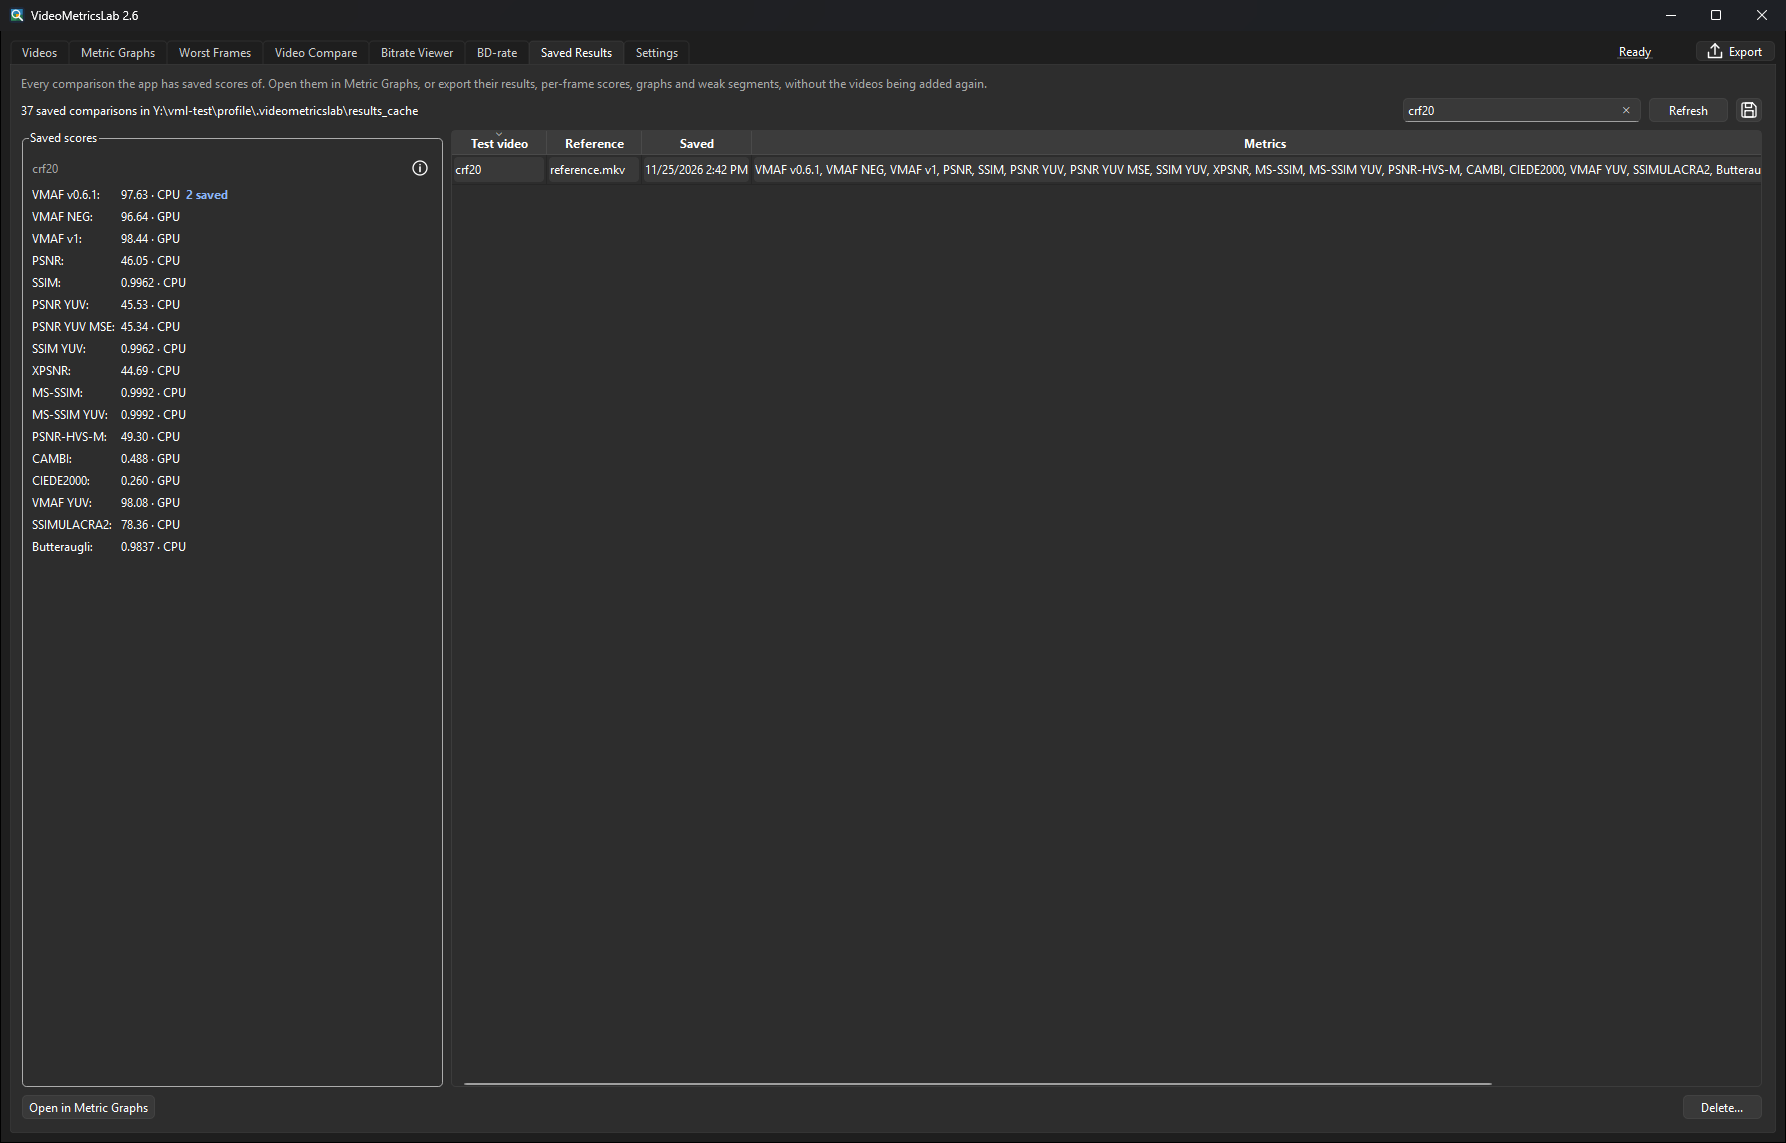 VideoMetricsLab 2.6
Videos Metric Graphs Worst Frames Video Compare Bitrate Viewer BD-rate Saved Results Settings Ready Export
Every comparison the app has saved scores of. Open them in Metric Graphs, or export their results, per-frame scores, graphs and weak segments, without the videos being added again.
37 saved comparisons in Y:\vml-test\profile\.videometricslab\results_cache crf20 Refresh
Saved scores
crf20
VMAF v0.6.1: 97.63 · CPU 2 saved
VMAF NEG: 96.64 · GPU
VMAF v1: 98.44 · GPU
PSNR: 46.05 · CPU
SSIM: 0.9962 · CPU
PSNR YUV: 45.53 · CPU
PSNR YUV MSE: 45.34 · CPU
SSIM YUV: 0.9962 · CPU
XPSNR: 44.69 · CPU
MS-SSIM: 0.9992 · CPU
MS-SSIM YUV: 0.9992 · CPU
PSNR-HVS-M: 49.30 · CPU
CAMBI: 0.488 · GPU
CIEDE2000: 0.260 · GPU
VMAF YUV: 98.08 · GPU
SSIMULACRA2: 78.36 · CPU
Butteraugli: 0.9837 · CPU
Test video Reference Saved Metrics
crf20 reference.mkv 11/25/2026 2:42 PM VMAF v0.6.1, VMAF NEG, VMAF v1, PSNR, SSIM, PSNR YUV, PSNR YUV MSE, SSIM YUV, XPSNR, MS-SSIM, MS-SSIM YUV, PSNR-HVS-M, CAMBI, CIEDE2000, VMAF YUV, SSIMULACRA2, Butterau
Open in Metric Graphs Delete...